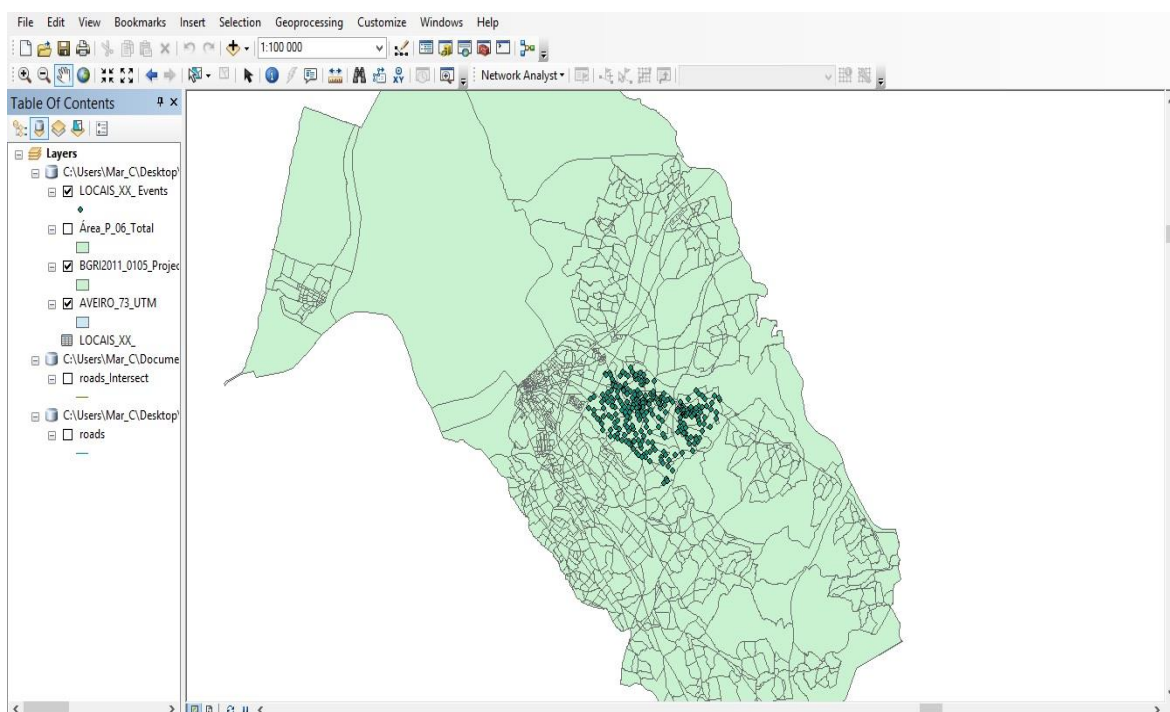 File Edit View Bookmarks Insert Selection Geoprocessing Customize Windows Help
1:100 000
Network Analyst
Table Of Contents
Layers
C:\Users\Mar_C\Desktop\
LOCAIS_XX_ Events
Área_P_06_Total
BGRI2011_0105_Projec
AVEIRO_73_UTM
LOCAIS_XX_
C:\Users\Mar_C\Docume
roads_Intersect
C:\Users\Mar_C\Desktop\
roads